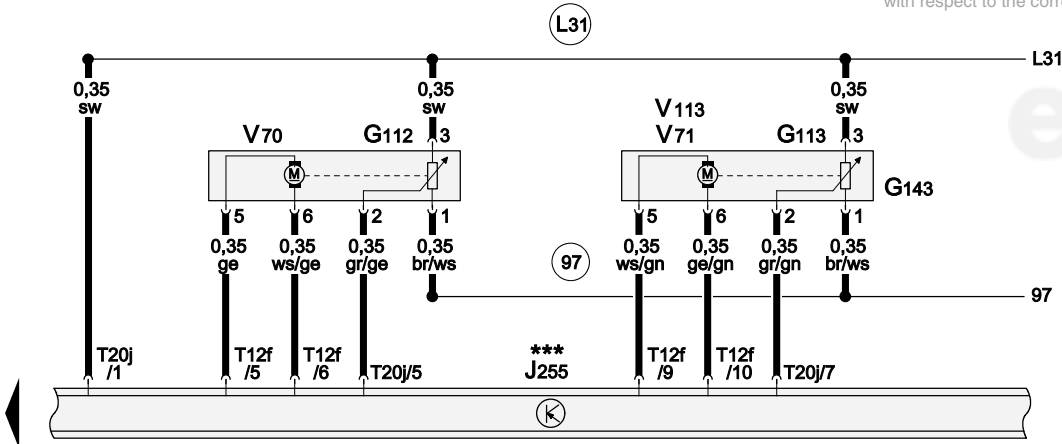 with respect to the corre
L31
L31
0,35 0,35 0,35
sw sw sw
e
V113
V70 G112 3 V71 G113 3
M M
G143
5 6 2 1 5 6 2 1
0,35 0,35 0,35 0,35 97 0,35 0,35 0,35 0,35
ge ws/ge gr/ge br/ws ws/gn ge/gn gr/gn br/ws
97
T20j T12f T12f *** T12f T12f
/1 /5 /6 T20j/5 J255 /9 /10 T20j/7